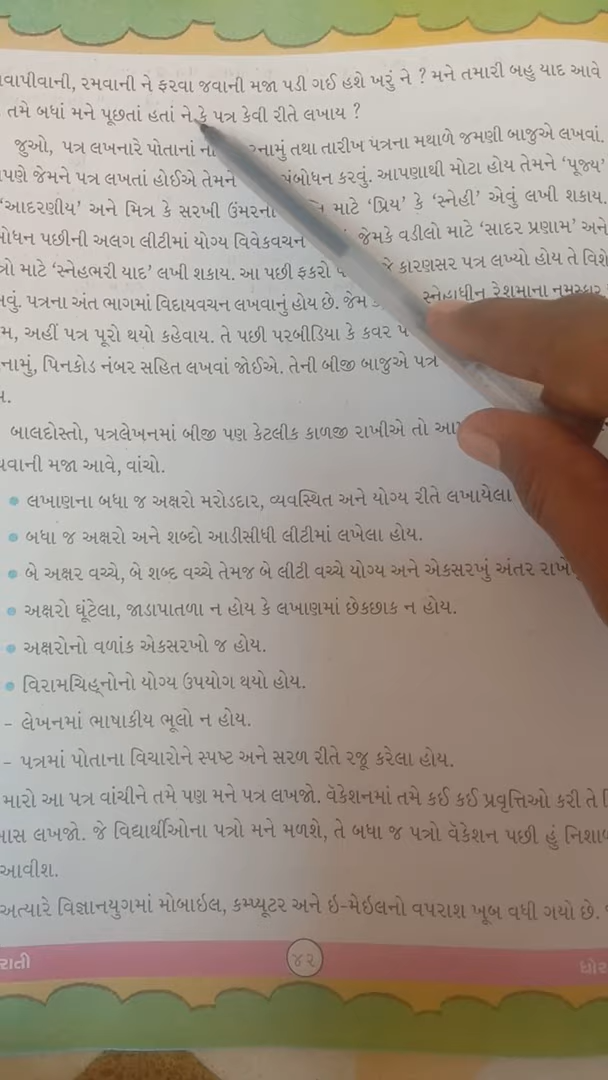 વાપીવાની, રમવાની ને ફરવા જવાની મજા પડી ગઈ હશે ખરું ને ? મને તમારી બહુ યાદ આવે
તમે બધાં મને પૂછતાં હતાં ને કે પત્ર કેવી રીતે લખાય ?
જુઓ, પત્ર લખનારે પોતાનાં તથા તારીખ પત્રના મથાળે જમણી બાજુએ લખવાં.
પણે જેમને પત્ર લખતાં હોઈએ તેમને સંબોધન કરવું. આપણાથી મોટા હોય તેમને ‘પૂજ્ય’
‘આદરણીય’ અને મિત્ર કે સરખી ઉંમરના માટે ‘પ્રિય’ કે ‘સ્નેહી’ એવું લખી શકાય.
બોધન પછીની અલગ લીટીમાં યોગ્ય વિવેકવચન જેમકે વડીલો માટે ‘સાદર પ્રણામ’ અને
ત્રો માટે ‘સ્નેહભરી યાદ’ લખી શકાય. આ પછી ફકરો જે કારણસર પત્ર લખ્યો હોય તે વિશે
નવું. પત્રના અંત ભાગમાં વિદાયવચન લખવાનું હોય છે. જેમ સ્નેહાધીન રેશમાના નમસ્કાર
મ, અહીં પત્ર પૂરો થયો કહેવાય. તે પછી પરબીડિયા કે કવર
નામું, પિનકોડ નંબર સહિત લખવાં જોઈએ. તેની બીજી બાજુએ પત્ર
બાલદોસ્તો, પત્રલેખનમાં બીજી પણ કેટલીક કાળજી રાખીએ તો
વવાની મજા આવે, વાંચો.
• લખાણના બધા જ અક્ષરો મરોડદાર, વ્યવસ્થિત અને યોગ્ય રીતે લખાયેલા
• બધા જ અક્ષરો અને શબ્દો આડીસીધી લીટીમાં લખેલા હોય.
• બે અક્ષર વચ્ચે, બે શબ્દ વચ્ચે તેમજ બે લીટી વચ્ચે યોગ્ય અને એકસરખું અંતર
• અક્ષરો ઘૂંટેલા, જાડાપાતળા ન હોય કે લખાણમાં છેકછાક ન હોય.
• અક્ષરોનો વળાંક એકસરખો જ હોય.
• વિરામચિહ્નોનો યોગ્ય ઉપયોગ થયો હોય.
– લેખનમાં ભાષાકીય ભૂલો ન હોય.
– પત્રમાં પોતાના વિચારોને સ્પષ્ટ અને સરળ રીતે રજૂ કરેલા હોય.
મારો આ પત્ર વાંચીને તમે પણ મને પત્ર લખજો. વૅકેશનમાં તમે કઈ કઈ પ્રવૃત્તિઓ કરી તે
ખાસ લખજો. જે વિદ્યાર્થીઓના પત્રો મને મળશે, તે બધા જ પત્રો વૅકેશન પછી હું
આવીશ.
અત્યારે વિજ્ઞાનયુગમાં મોબાઇલ, કમ્પ્યૂટર અને ઇ-મેઇલનો વપરાશ ખૂબ વધી ગયો છે.
રાતી ૪૨ ધોર